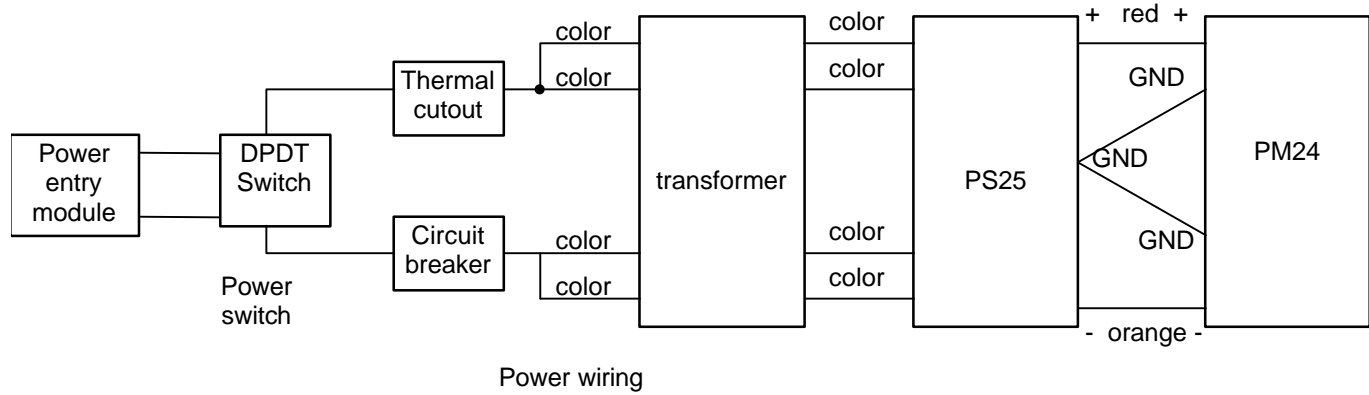 + red +
color
color
GND
Thermal
cutout
color
color
Power
entry
module
DPDT
Switch
transformer
PS25
GND
PM24
Circuit
breaker
color
color
GND
color
color
Power
switch
- orange -
Power wiring